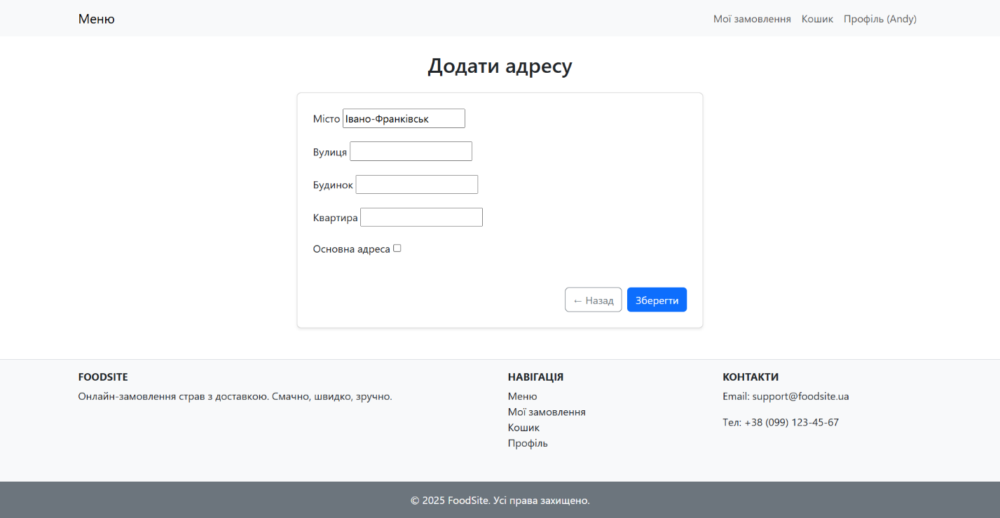 Меню
Мої замовлення Кошик Профіль (Andy)
Додати адресу
Місто Івано-Франківськ
Вулиця
Будинок
Квартира
Основна адреса
← Назад Зберегти
FOODSITE
Онлайн-замовлення страв з доставкою. Смачно, швидко, зручно.
НАВІГАЦІЯ
Меню
Мої замовлення
Кошик
Профіль
КОНТАКТИ
Email: support@foodsite.ua
Тел: +38 (099) 123-45-67
© 2025 FoodSite. Усі права захищено.